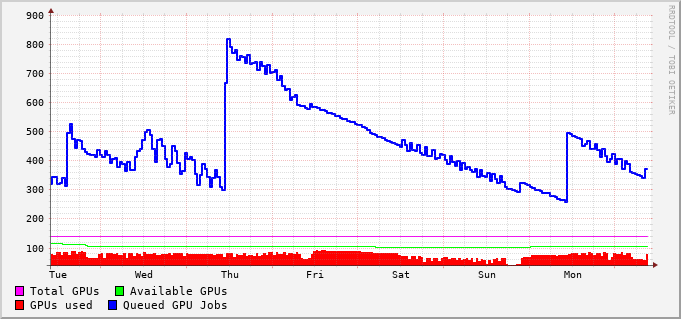 900
800
700
600
500
400
300
200
100
Tue Wed Thu Fri Sat Sun Mon
Total GPUs Available GPUs
GPUs used Queued GPU Jobs
RRDTOOL / TOBI OETIKER